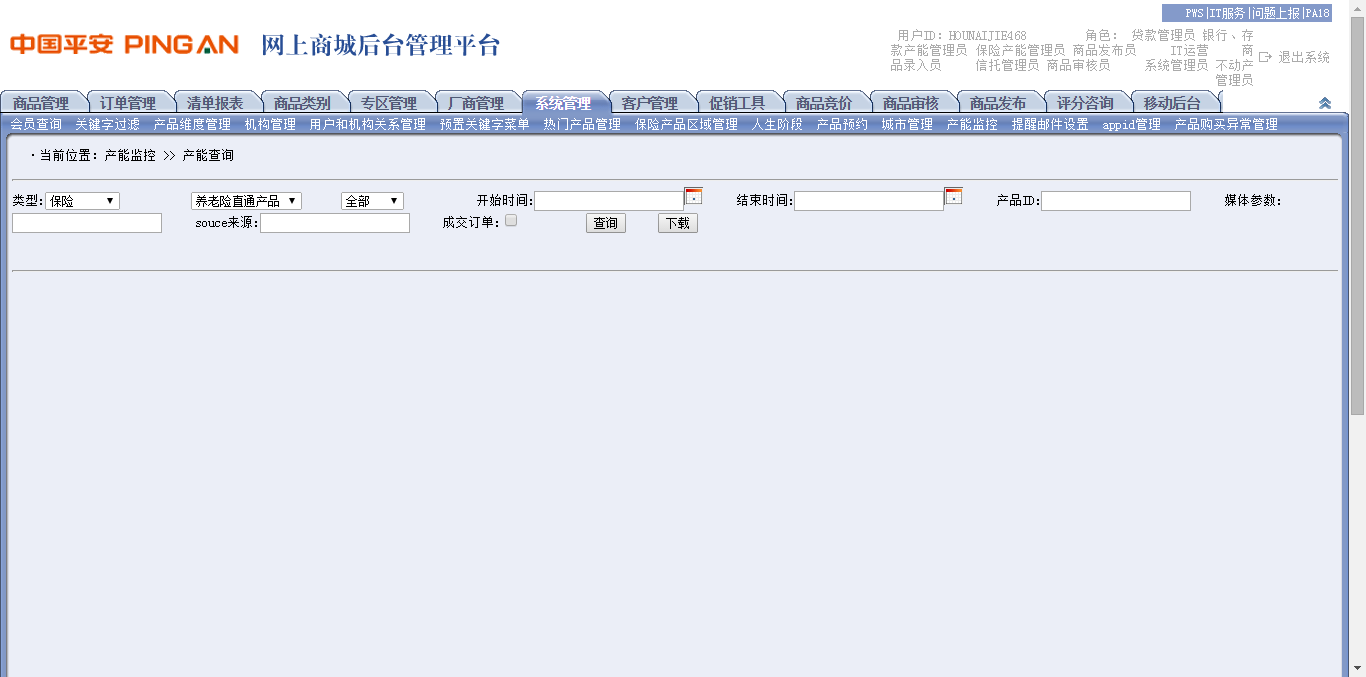 PWS|IT服务|问题上报|PA18
中国平安 PING AN 网上商城后台管理平台
用户ID：HOUNAIJIE468 角色： 贷款管理员 银行、存
款产能管理员 保险产能管理员 商品发布员 IT运营 商
品录入员 信托管理员 商品审核员 系统管理员 不动产
管理员
退出系统
商品管理 订单管理 清单报表 商品类别 专区管理 厂商管理 系统管理 客户管理 促销工具 商品竞价 商品审核 商品发布 评分咨询 移动后台
会员查询 关键字过滤 产品维度管理 机构管理 用户和机构关系管理 预置关键字菜单 热门产品管理 保险产品区域管理 人生阶段 产品预约 城市管理 产能监控 提醒邮件设置 appid管理 产品购买异常管理
·当前位置：产能监控 >> 产能查询
类型: 保险 养老险直通产品 全部 开始时间: 结束时间: 产品ID: 媒体参数:
souce来源: 成交订单: 查询 下载